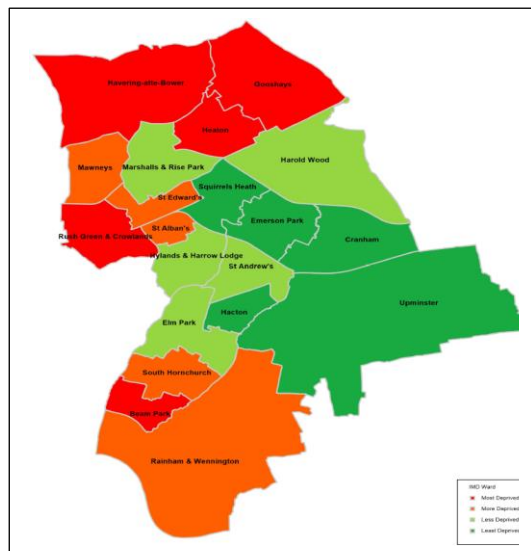 Havering-atte-Bower
Gooshays
Heaton
Mawneys
Marshalls & Rise Park
Harold Wood
Squirrels Heath
St Edward's
Emerson Park
St Alban's
Rush Green & Crowlands
Cranham
Hylands & Harrow Lodge
St Andrew's
Upminster
Hacton
Elm Park
South Hornchurch
Beam Park
Rainham & Wennington
IMD Ward
Most Deprived
More Deprived
Less Deprived
Least Deprived